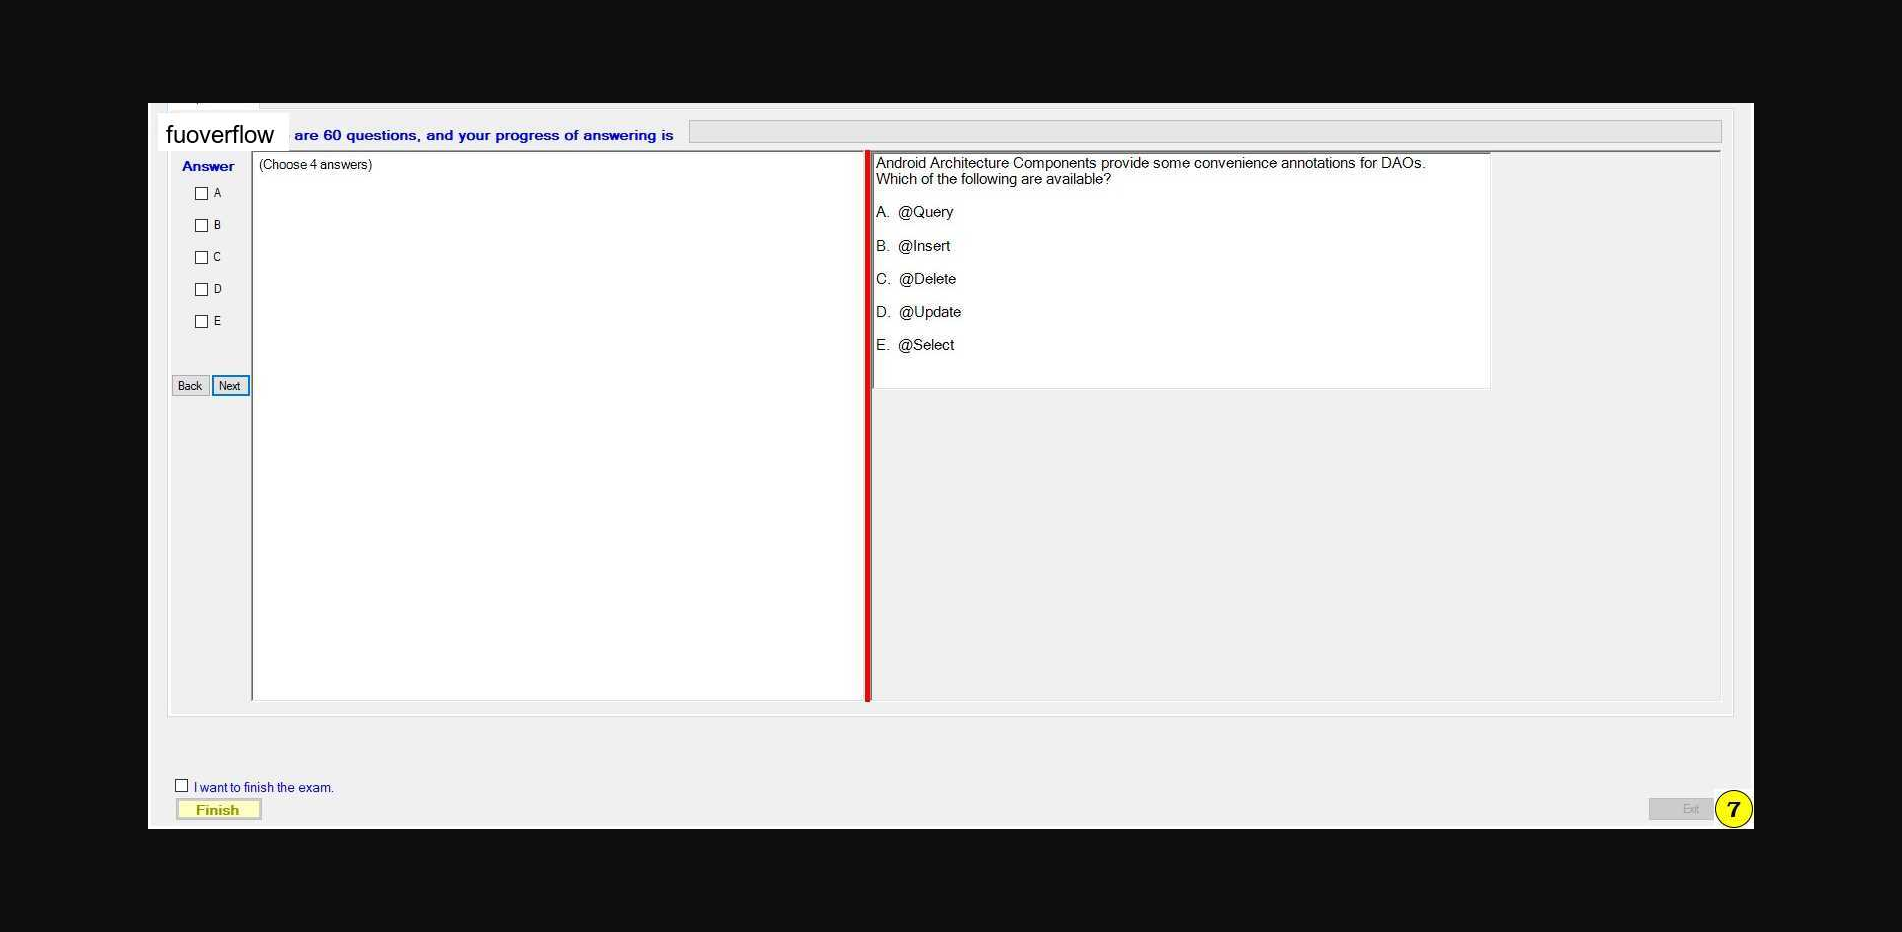 fuoverflow are 60 questions, and your progress of answering is
Answer
(Choose 4 answers)
A
B
C
D
E
Back Next
Android Architecture Components provide some convenience annotations for DAOs.
Which of the following are available?
A. @Query
B. @Insert
C. @Delete
D. @Update
E. @Select
I want to finish the exam.
Finish
Exit
7